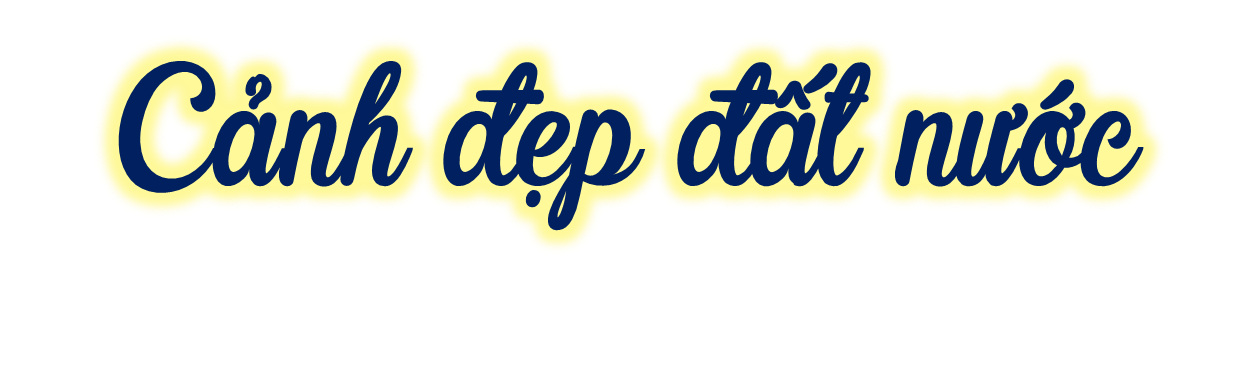 Cảnh đẹp đất nước